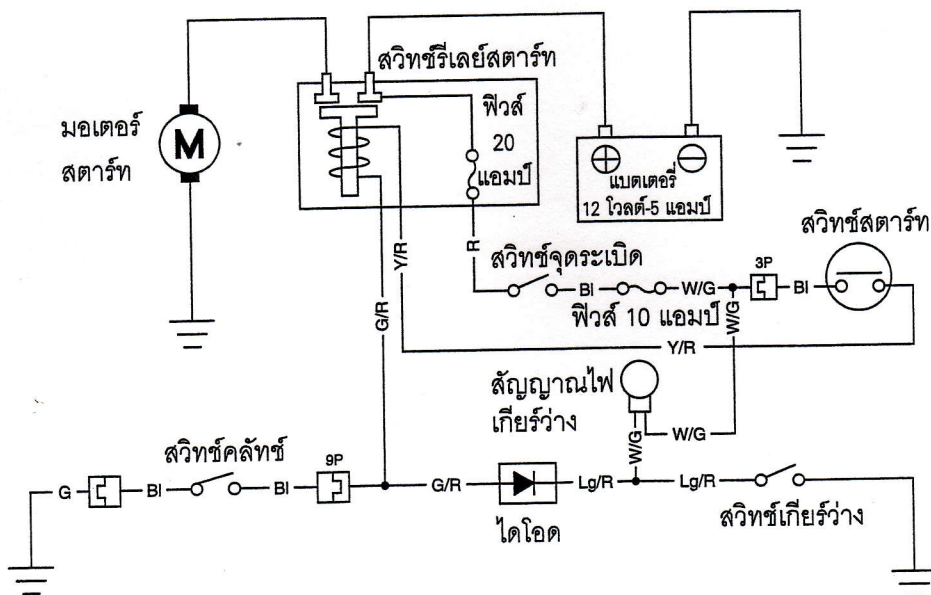 สวิทช์รีเลย์สตาร์ท
มอเตอร์
สตาร์ท
M
ฟิวส์
20
แอมป์
แบตเตอรี่
12 โวลต์-5 แอมป์
สวิทช์สตาร์ท
Y/R
R
G/R
สวิทช์จุดระเบิด
Bl
W/G
3P
Bl
ฟิวส์ 10 แอมป์
W/G
Y/R
สัญญาณไฟ
เกียร์ว่าง
W/G
W/G
สวิทช์คลัทช์
9P
G
Bl
Bl
G/R
Lg/R
Lg/R
ไดโอด
สวิทช์เกียร์ว่าง